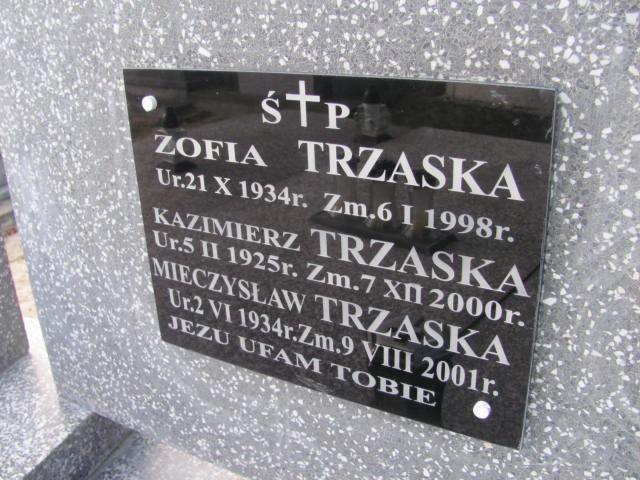 Ś † P
ZOFIA TRZASKA
Ur.21 X 1934r. Zm.6 I 1998r.
KAZIMIERZ TRZASKA
Ur.5 II 1925r. Zm.7 XII 2000r.
MIECZYSŁAW TRZASKA
Ur.2 VI 1934r.Zm.9 VIII 2001r.
JEZU UFAM TOBIE